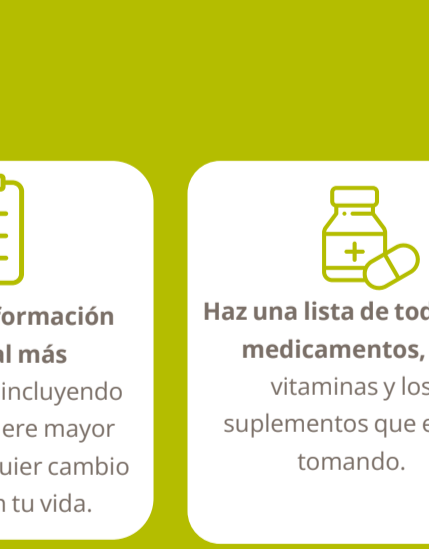 formación
al más
incluyendo
ere mayor
uier cambio
n tu vida.
Haz una lista de tod
medicamentos,
vitaminas y los
suplementos que e
tomando.